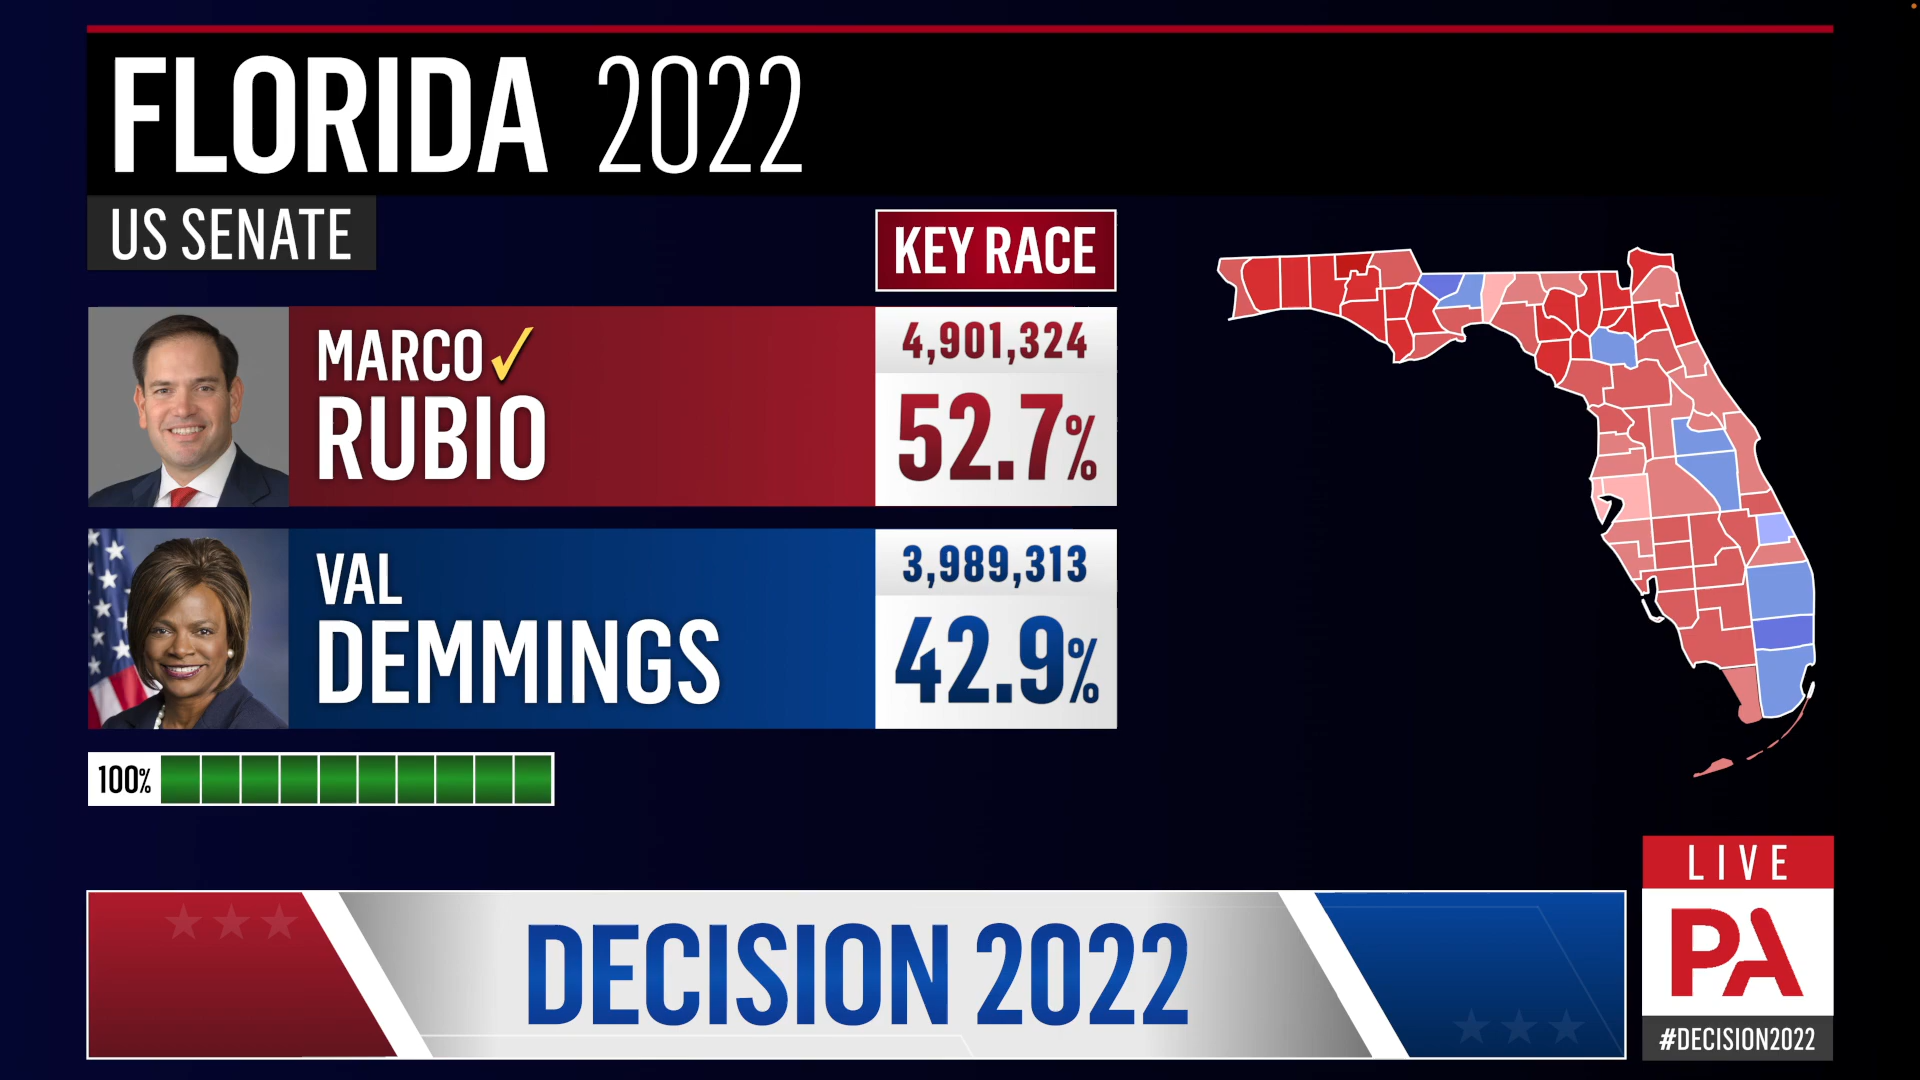 FLORIDA 2022
US SENATE
KEY RACE
MARCO
RUBIO
4,901,324
52.7%
VAL
DEMMINGS
3,989,313
42.9%
100%
DECISION 2022
LIVE
PA
#DECISION2022